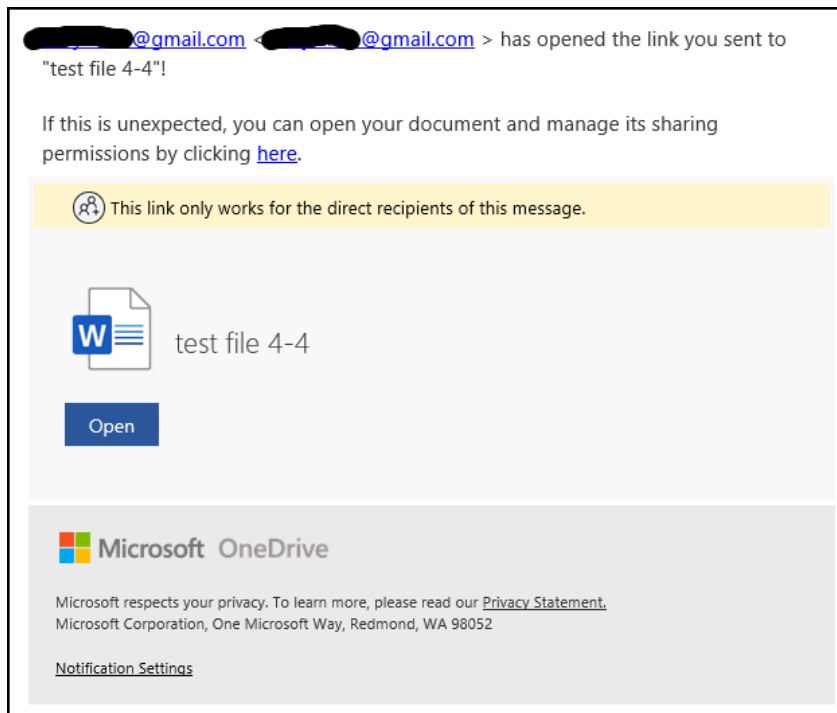 @gmail.com < @gmail.com > has opened the link you sent to
"test file 4-4"!
If this is unexpected, you can open your document and manage its sharing
permissions by clicking here.
This link only works for the direct recipients of this message.
W
test file 4-4
Open
Microsoft OneDrive
Microsoft respects your privacy. To learn more, please read our Privacy Statement.
Microsoft Corporation, One Microsoft Way, Redmond, WA 98052
Notification Settings